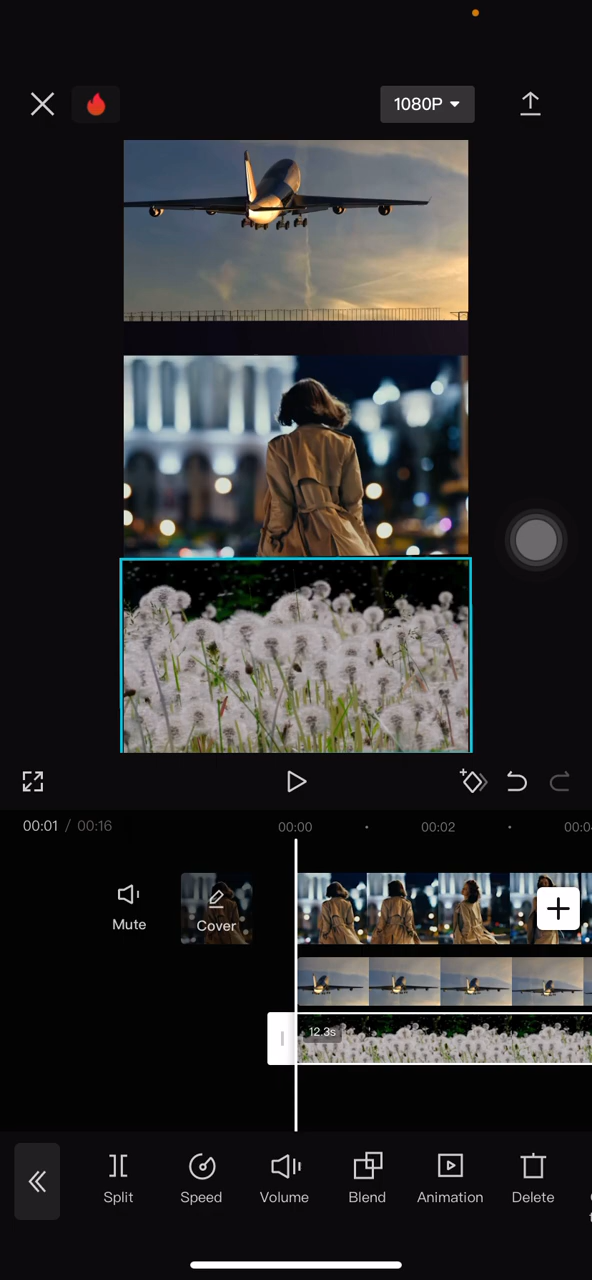 1080P
00:01 / 00:16
00:00
00:02
Mute
Cover
12.3s
Split
Speed
Volume
Blend
Animation
Delete